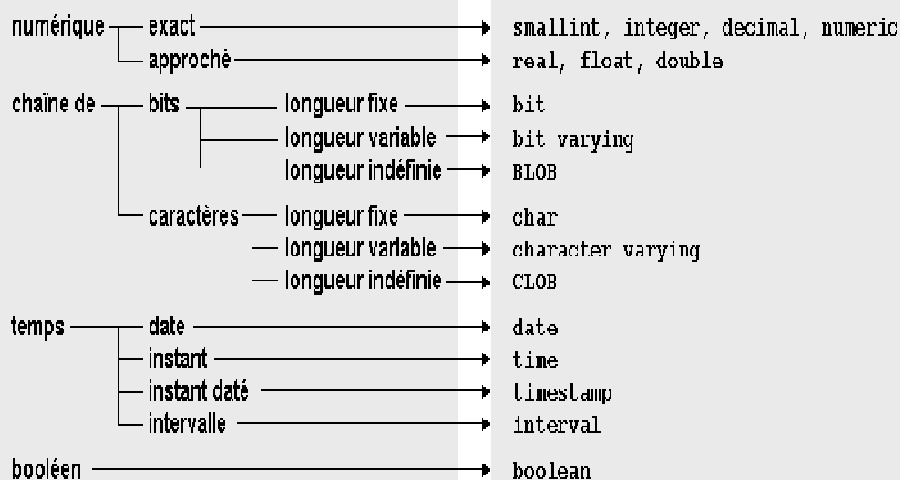 numérique exact smallint, integer, decimal, numeric
approché real, float, double
chaîne de bits longueur fixe bit
longueur variable bit varying
longueur indéfinie BLOB
caractères longueur fixe char
longueur variable character varying
longueur indéfinie CLOB
temps date date
instant time
instant daté timestamp
intervalle interval
booléen boolean